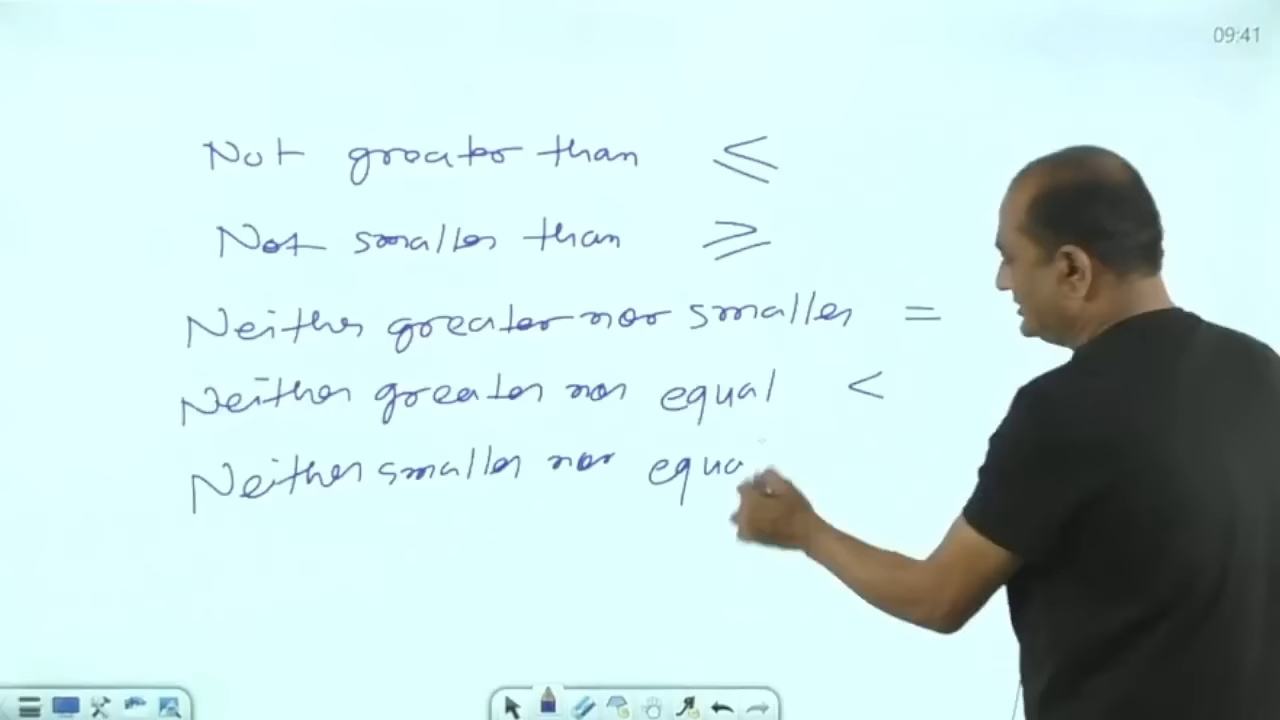 09:41
Not greater than ≤
Not smaller than ≥
Neither greater nor smaller =
Neither greater nor equal <
Neither smaller nor equa